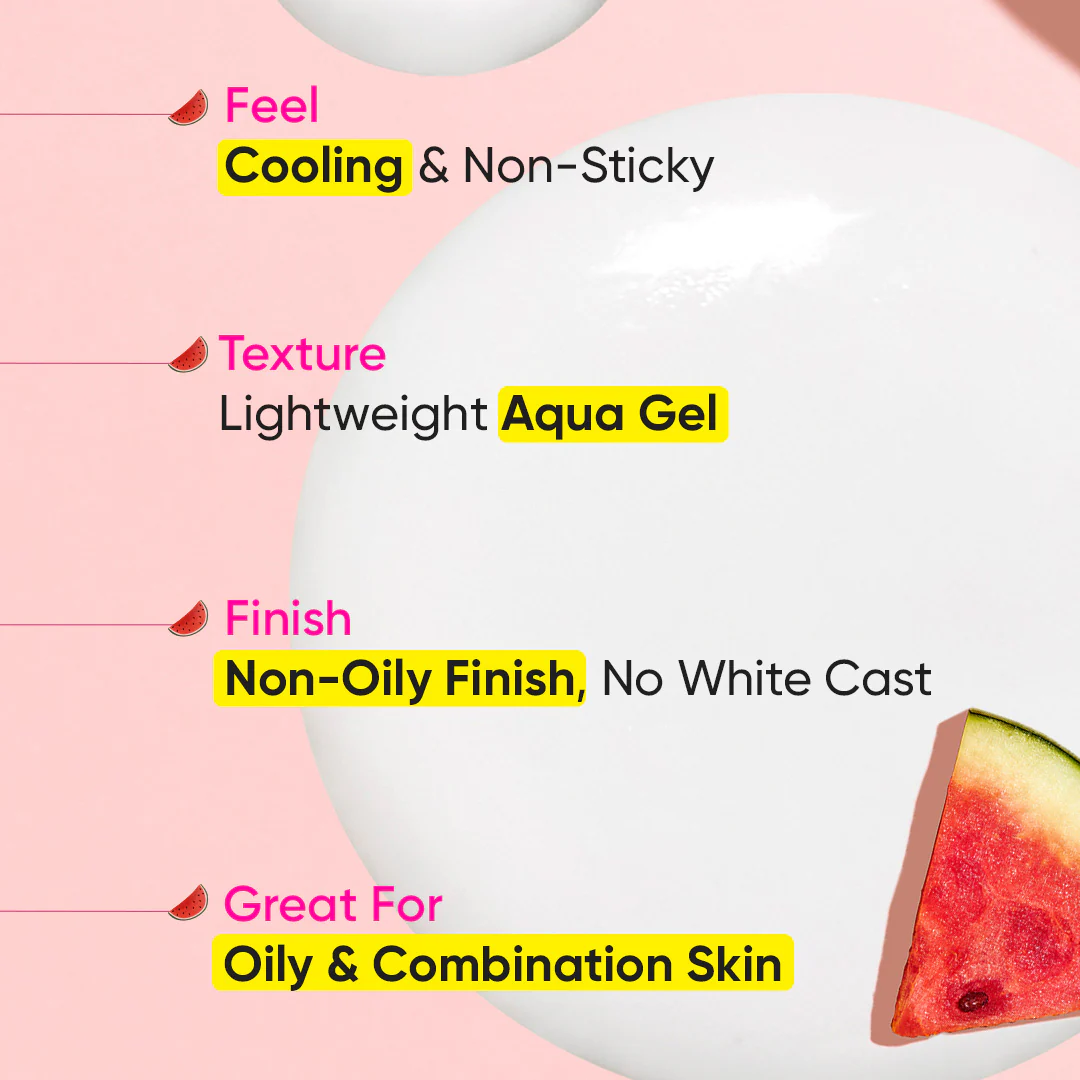 Feel
Cooling & Non-Sticky
Texture
Lightweight Aqua Gel
Finish
Non-Oily Finish, No White Cast
Great For
Oily & Combination Skin